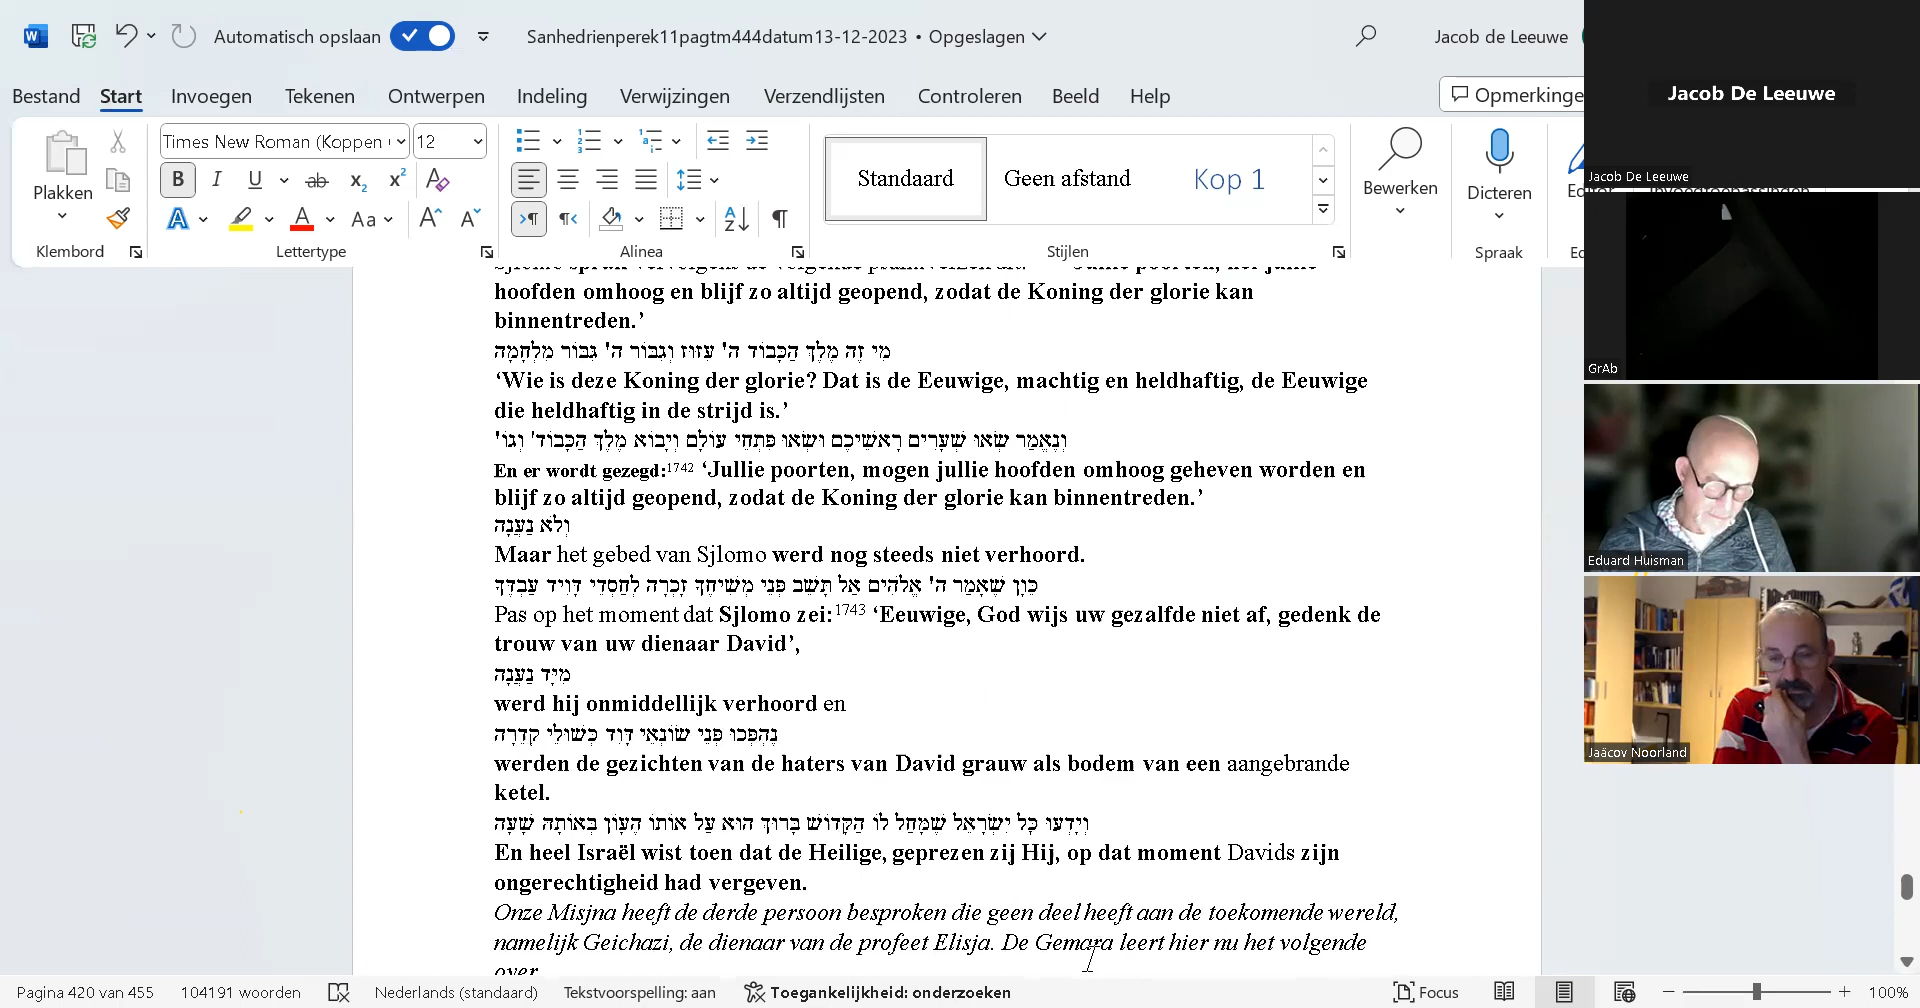 Automatisch opslaan
Sanhedrienperek11pagtm444datum13-12-2023 • Opgeslagen
Jacob de Leeuwe
Bestand Start Invoegen Tekenen Ontwerpen Indeling Verwijzingen Verzendlijsten Controleren Beeld Help
Opmerkinge
Plakken
Klembord
Times New Roman (Koppen
12
Lettertype
Alinea
Standaard
Geen afstand
Kop 1
Stijlen
Bewerken
Dicteren
Spraak
hoofden omhoog en blijf zo altijd geopend, zodat de Koning der glorie kan
binnentreden.’
מִי זֶה מֶלֶךְ הַכָּבוֹד ה' עִזּוּז וְגִבּוֹר ה' גִּבּוֹר מִלְחָמָה
‘Wie is deze Koning der glorie? Dat is de Eeuwige, machtig en heldhaftig, de Eeuwige
die heldhaftig in de strijd is.’
וְנֶאֱמַר שְׂאוּ שְׁעָרִים רָאשֵׁיכֶם וּשְׂאוּ פִּתְחֵי עוֹלָם וְיָבוֹא מֶלֶךְ הַכָּבוֹד' וְגוֹ'
En er wordt gezegd:1742 ‘Jullie poorten, mogen jullie hoofden omhoog geheven worden en
blijf zo altijd geopend, zodat de Koning der glorie kan binnentreden.’
וְלֹא נַעֲנָה
Maar het gebed van Sjlomo werd nog steeds niet verhoord.
כֵּיוָן שֶׁאָמַר ה' אֱלֹהִים אַל תָּשֵׁב פְּנֵי מְשִׁיחֶךָ זָכְרָה לְחַסְדֵי דָּוִיד עַבְדֶּךָ
Pas op het moment dat Sjlomo zei:1743 ‘Eeuwige, God wijs uw gezalfde niet af, gedenk de
trouw van uw dienaar David’,
מִיָּד נַעֲנָה
werd hij onmiddellijk verhoord en
נֶהְפְּכוּ פְּנֵי שׂוֹנְאֵי דָּוִד כְּשׁוּלֵי קְדֵרָה
werden de gezichten van de haters van David grauw als bodem van een aangebrande
ketel.
וְיָדְעוּ כָּל יִשְׂרָאֵל שֶׁמָּחַל לוֹ הַקָּדוֹשׁ בָּרוּךְ הוּא עַל אוֹתוֹ הֶעָוֹן בְּאוֹתָהּ שָׁעָה
En heel Israël wist toen dat de Heilige, geprezen zij Hij, op dat moment Davids zijn
ongerechtigheid had vergeven.
Onze Misjna heeft de derde persoon besproken die geen deel heeft aan de toekomende wereld,
namelijk Geichazi, de dienaar van de profeet Elisja. De Gemara leert hier nu het volgende
over
Jacob De Leeuwe
Jacob De Leeuwe
GrAb
Eduard Huisman
Jaäcov Noorland
Pagina 420 van 455 104191 woorden Nederlands (standaard) Tekstvoorspelling: aan Toegankelijkheid: onderzoeken Focus 100%